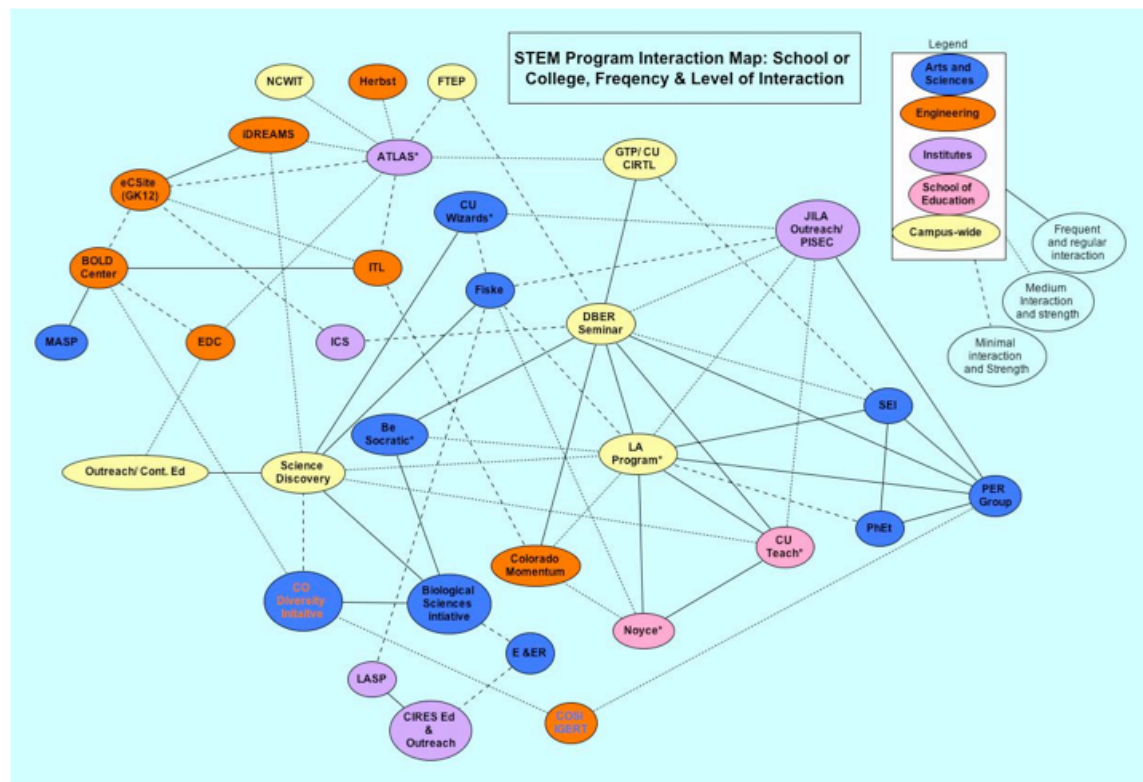 STEM Program Interaction Map: School or
College, Freqency & Level of Interaction
Legend
Arts and
Sciences
Engineering
Institutes
School of
Education
Campus-wide
Frequent
and regular
interaction
Medium
Interaction
and strength
Minimal
interaction
and Strength
NCWIT
Herbst
FTEP
iDREAMS
ATLAS*
GTP/ CU
CIRTL
eCSite
(GK12)
CU
Wizards*
JILA
Outreach/
PISEC
BOLD
Center
ITL
Fiske
DBER
Seminar
MASP
EDC
ICS
SEI
Be
Socratic*
LA
Program*
Outreach/ Cont. Ed
Science
Discovery
PER
Group
PhEt
CU
Teach*
Colorado
Momentum
CO
Diversity
Initaitve
Biological
Sciences
intiative
Noyce*
E &ER
LASP
CIRES Ed
&
Outreach
COSI
IGERT